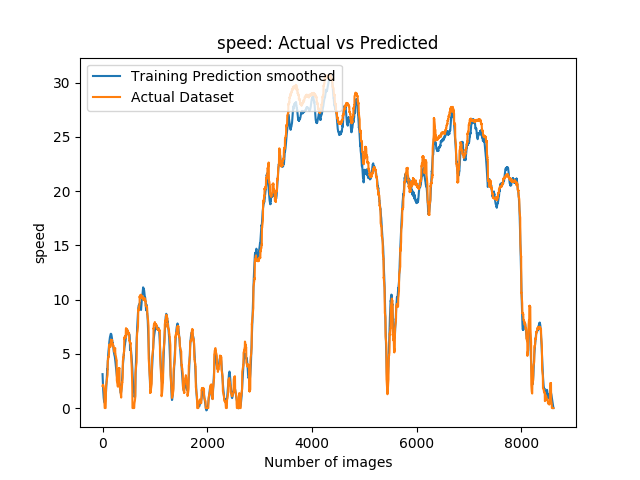 speed: Actual vs Predicted
Training Prediction smoothed
Actual Dataset
speed
30
25
20
15
10
5
0
0 2000 4000 6000 8000
Number of images